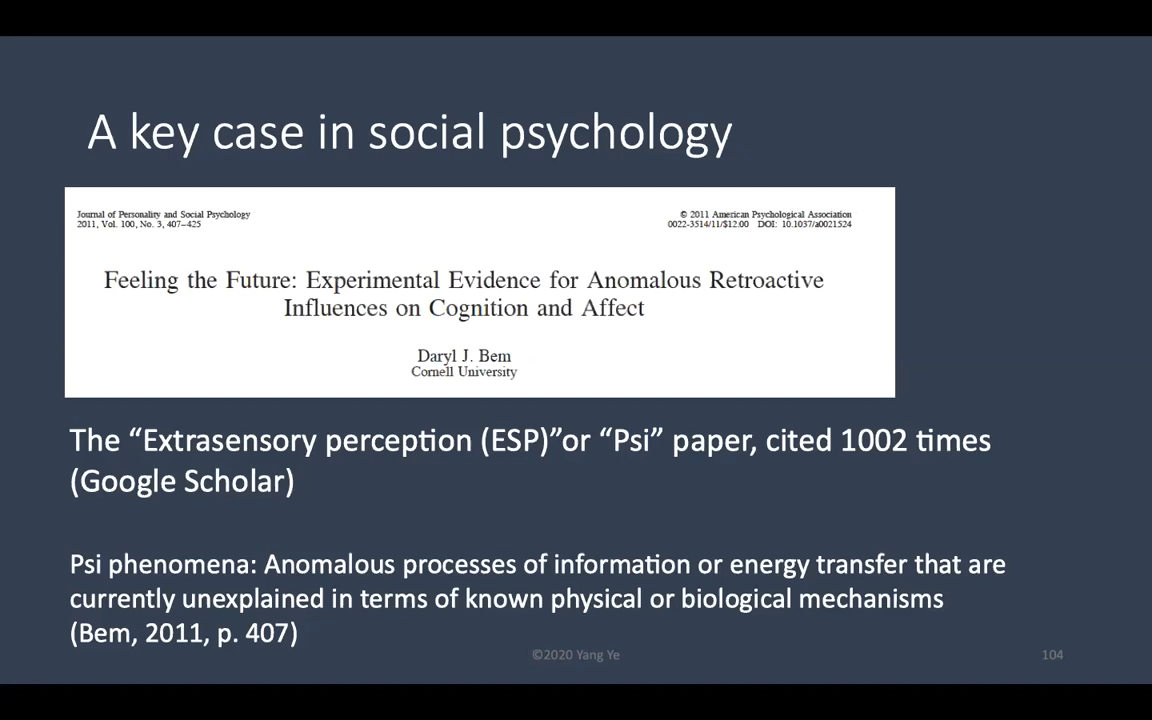 A key case in social psychology
Journal of Personality and Social Psychology
2011, Vol. 100, No. 3, 407–425
© 2011 American Psychological Association
0022-3514/11/$12.00 DOI: 10.1037/a0021524
Feeling the Future: Experimental Evidence for Anomalous Retroactive
Influences on Cognition and Affect
Daryl J. Bem
Cornell University
The “Extrasensory perception (ESP)”or “Psi” paper, cited 1002 times
(Google Scholar)
Psi phenomena: Anomalous processes of information or energy transfer that are
currently unexplained in terms of known physical or biological mechanisms
(Bem, 2011, p. 407)
©2020 Yang Ye
104